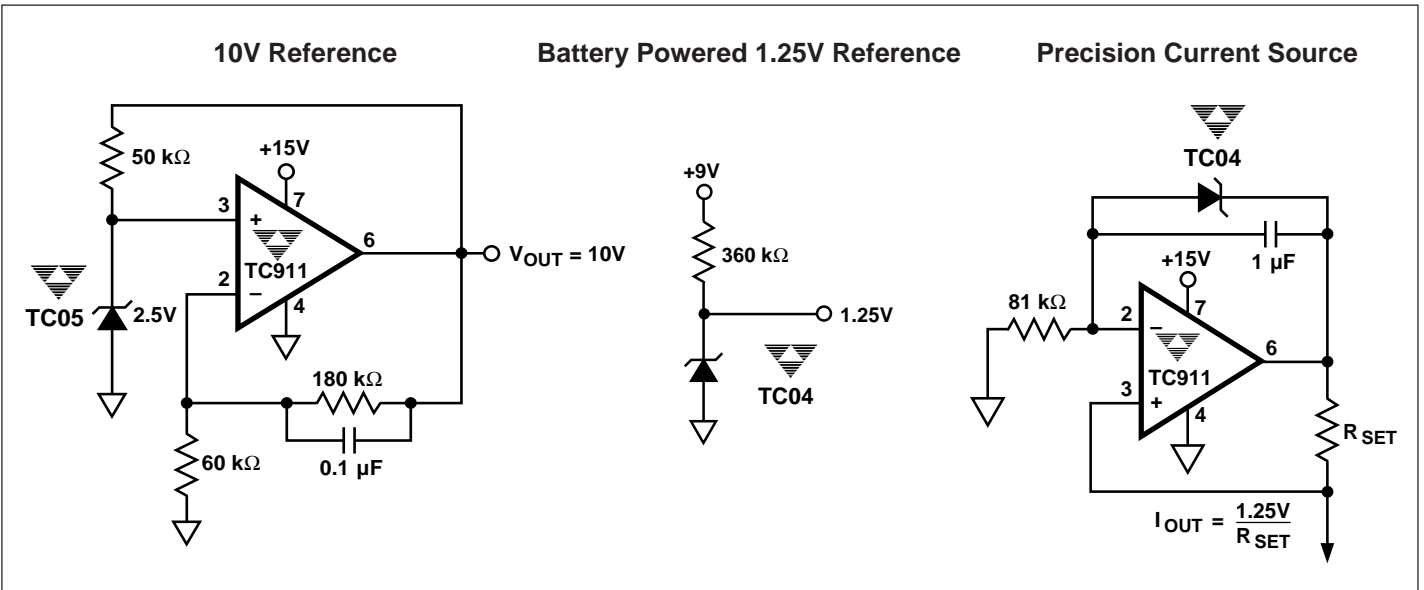 10V Reference
50 kΩ
+15V
7
3
+
TC911
6
VOUT = 10V
2
–
4
TC05
2.5V
180 kΩ
0.1 µF
60 kΩ
Battery Powered 1.25V Reference
+9V
360 kΩ
1.25V
TC04
Precision Current Source
TC04
1 µF
+15V
7
81 kΩ
2
–
TC911
6
3
+
4
RSET
IOUT = 1.25V
RSET